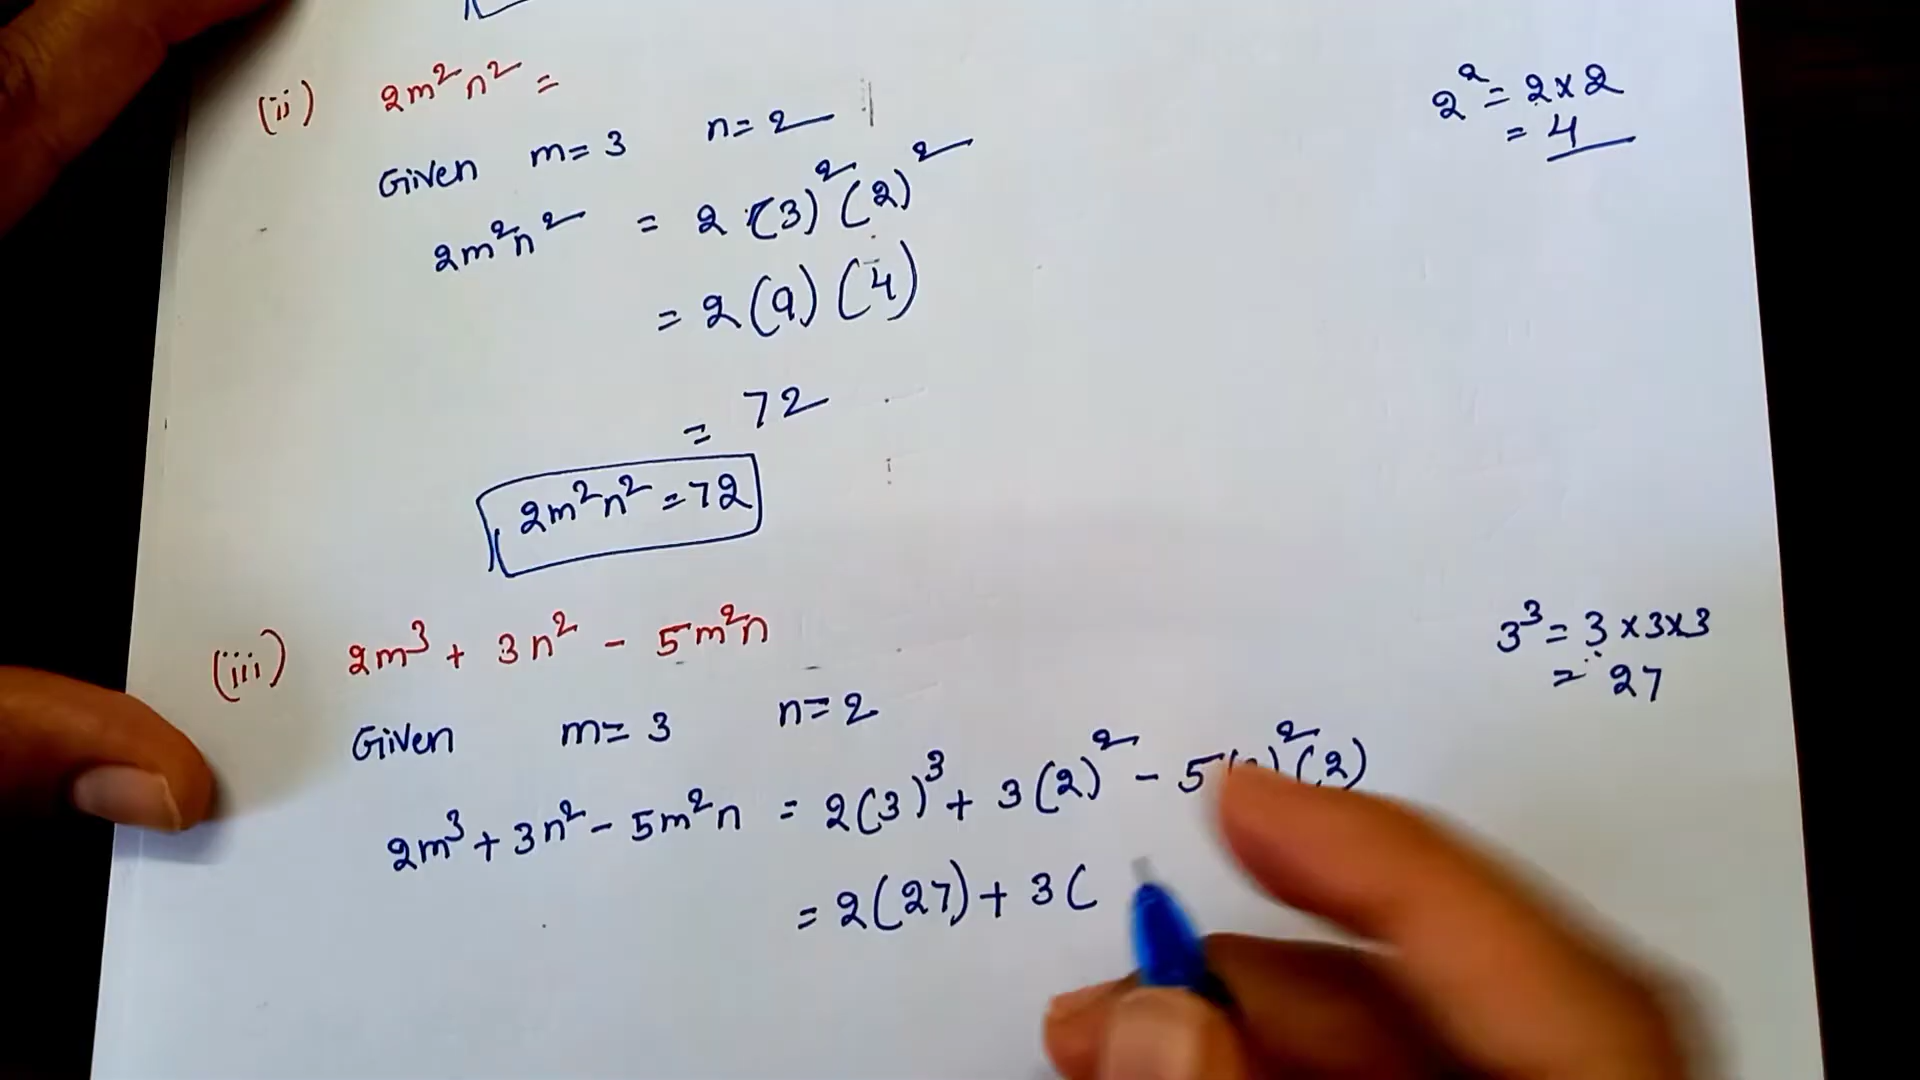 (ii) 2m²n² =
Given m= 3 n= 2
2² = 2×2
= 4
2m²n² = 2 (3)² (2)²
= 2 (9) (4)
= 72
2m²n² = 72
(iii) 2m³ + 3n² - 5m²n
3³ = 3×3×3
= 27
Given m= 3 n= 2
2m³ + 3n² - 5m²n = 2(3)³ + 3(2)² - 5( )²(2)
= 2(27) + 3(